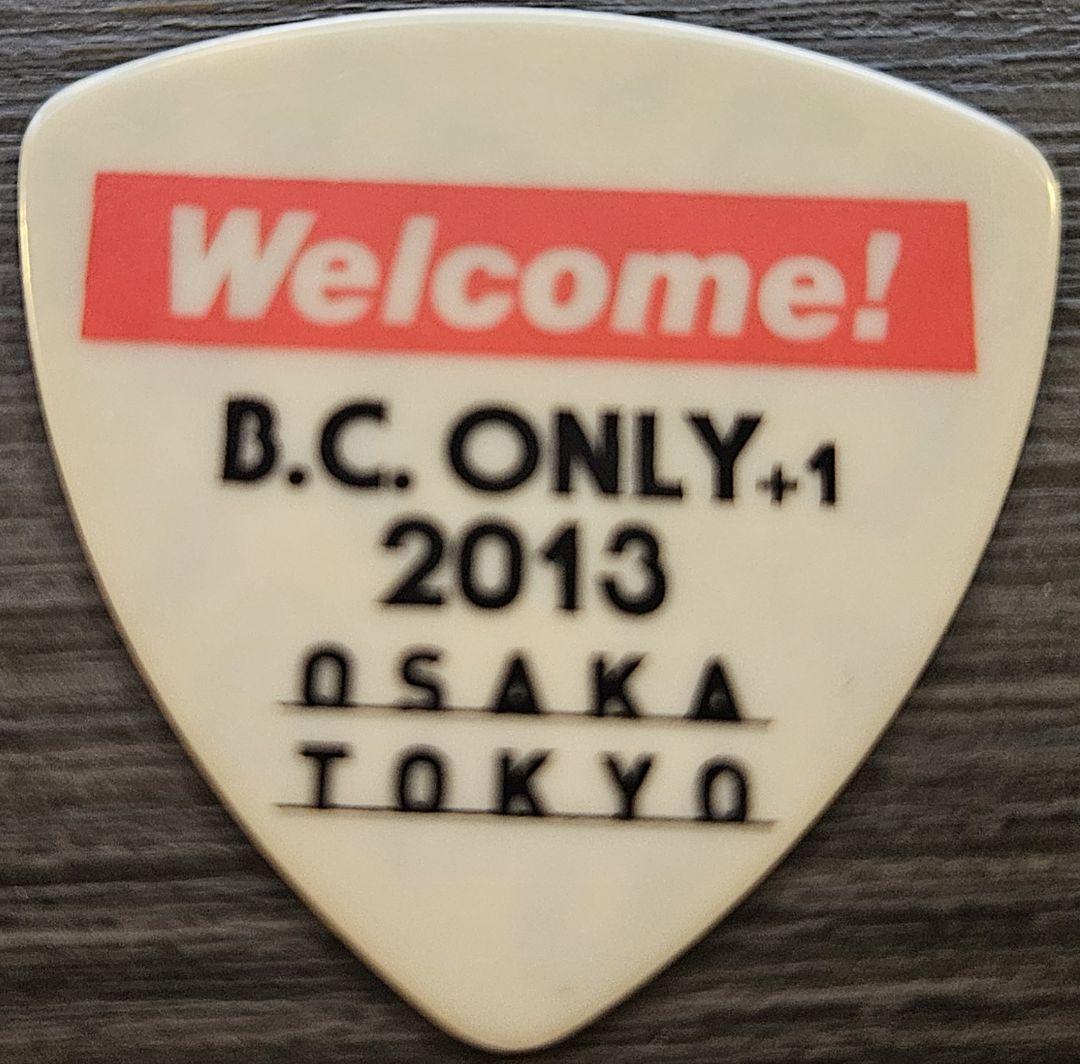 Welcome!
B.C. ONLY+1
2013
OSAKA
TOKYO